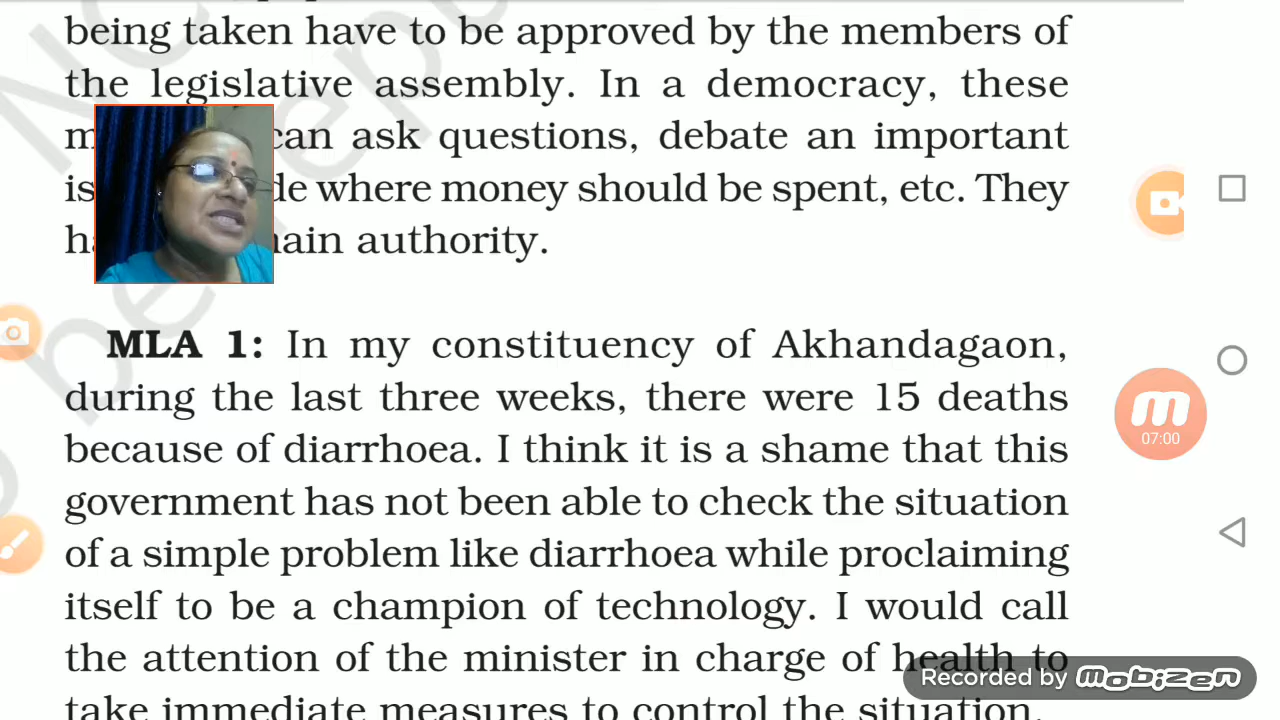 being taken have to be approved by the members of
the legislative assembly. In a democracy, these
can ask questions, debate an important
where money should be spent, etc. They
authority.
MLA 1: In my constituency of Akhandagaon,
during the last three weeks, there were 15 deaths
because of diarrhoea. I think it is a shame that this
government has not been able to check the situation
of a simple problem like diarrhoea while proclaiming
itself to be a champion of technology. I would call
the attention of the minister in charge of health to
take immediate measures to control the situation.
07:00
Recorded by mobizen